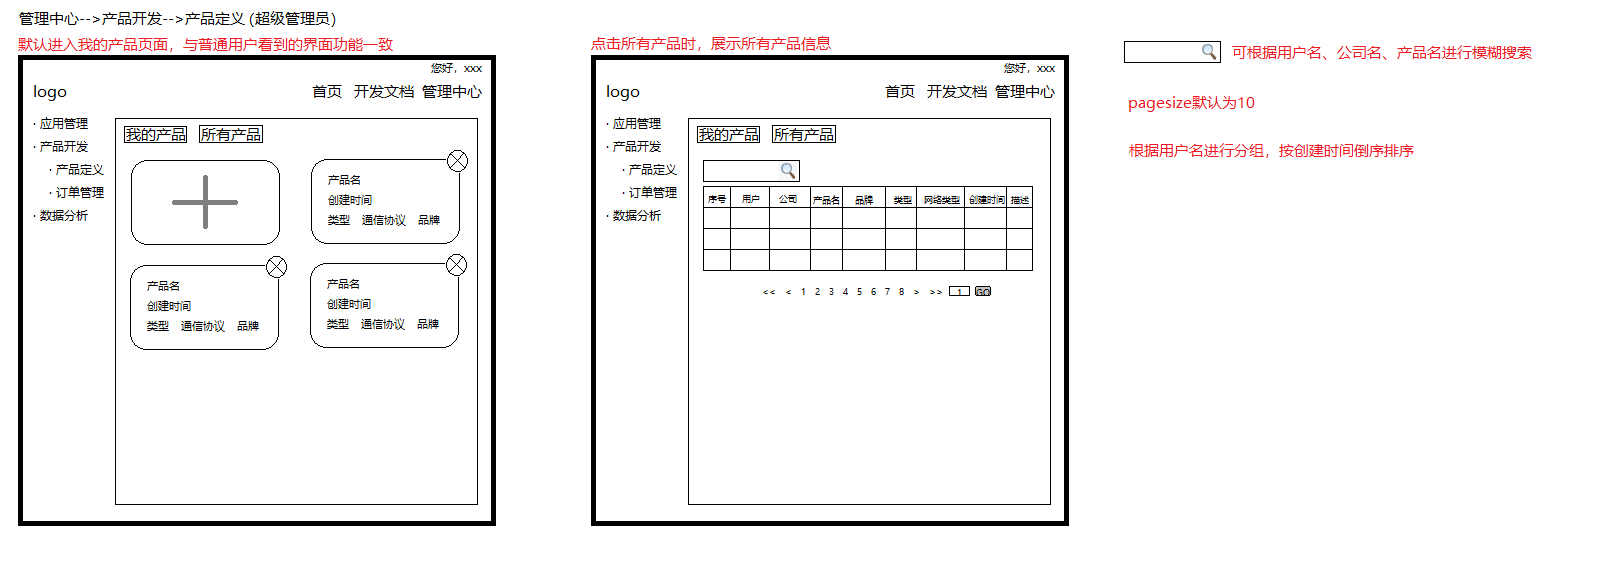 管理中心-->产品开发-->产品定义 (超级管理员)
默认进入我的产品页面，与普通用户看到的界面功能一致
您好，xxx
logo
首页 开发文档 管理中心
· 应用管理
· 产品开发
· 产品定义
· 订单管理
· 数据分析
我的产品 所有产品
产品名
创建时间
类型 通信协议 品牌
产品名
创建时间
类型 通信协议 品牌
产品名
创建时间
类型 通信协议 品牌
点击所有产品时，展示所有产品信息
您好，xxx
logo
首页 开发文档 管理中心
· 应用管理
· 产品开发
· 产品定义
· 订单管理
· 数据分析
我的产品 所有产品
序号 用户 公司 产品名 品牌 类型 网络类型 创建时间 描述
<< < 1 2 3 4 5 6 7 8 > >> 1 GO
可根据用户名、公司名、产品名进行模糊搜索
pagesize默认为10
根据用户名进行分组，按创建时间倒序排序